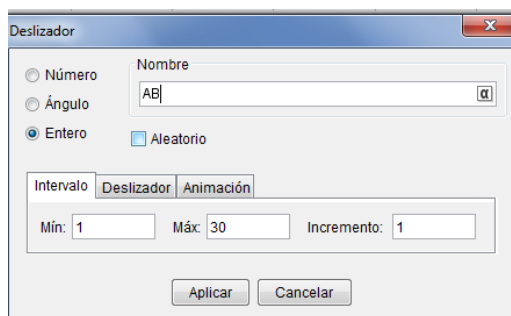 Deslizador
Número
Ángulo
Entero
Nombre
AB
α
Aleatorio
Intervalo Deslizador Animación
Mín: 1 Máx: 30 Incremento: 1
Aplicar Cancelar